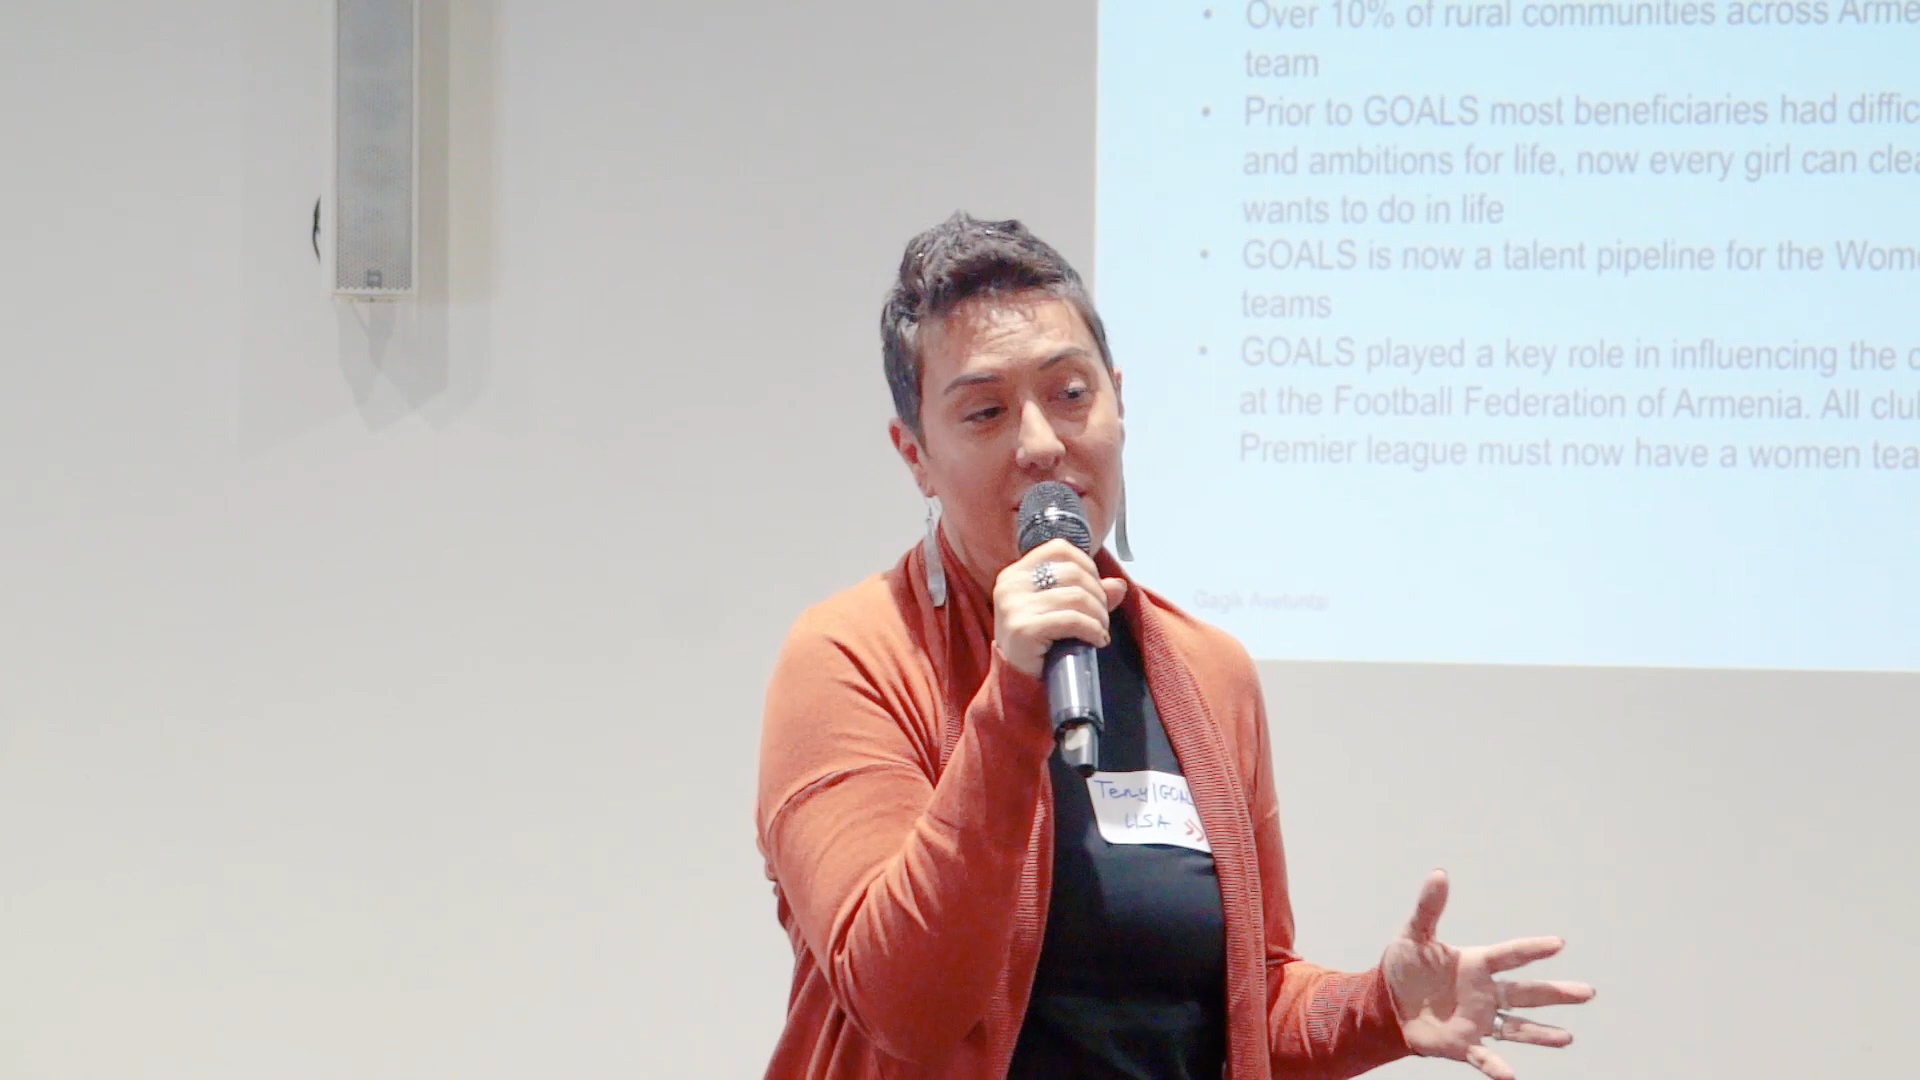 Over 10% of rural communities across Arme
team
Prior to GOALS most beneficiaries had diffic
and ambitions for life, now every girl can clea
wants to do in life
GOALS is now a talent pipeline for the Wome
teams
GOALS played a key role in influencing the
at the Football Federation of Armenia. All clu
Premier league must now have a women tea
Teny|GOAL
USA